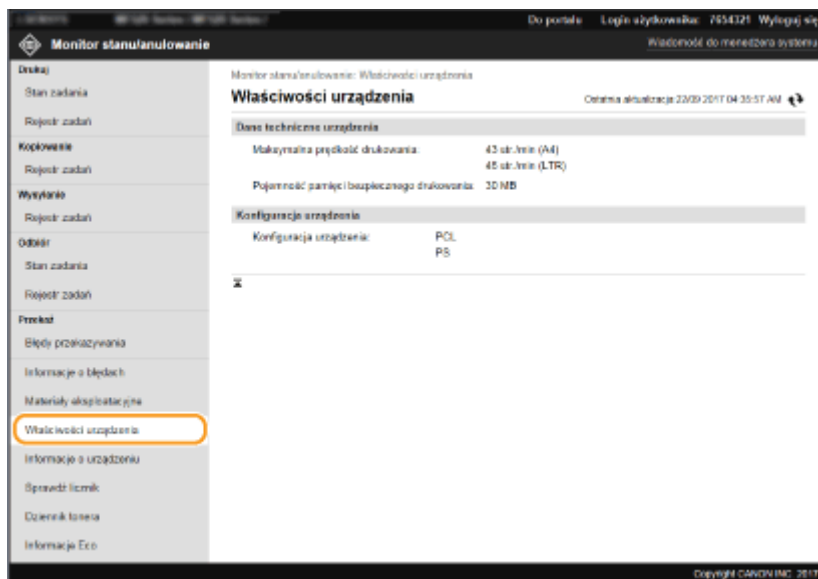 Do portalu Login użytkownika: 7654321 Wyloguj się
Monitor stanu/anulowanie
Wiadomość do menedżera systemu
Drukuj
Stan zadania
Rejestr zadań
Kopiowanie
Rejestr zadań
Wysyłanie
Rejestr zadań
Odbiór
Stan zadania
Rejestr zadań
Przekaż
Błędy przekazywania
Informacje o błędach
Materiały eksploatacyjne
Właściwości urządzenia
Informacje o urządzeniu
Sprawdź licznik
Dziennik tonera
Informacje Eco
Monitor stanu/anulowanie: Właściwości urządzenia
Właściwości urządzenia
Ostatnia aktualizacja: 22/09 2017 04:35:57 AM
Dane techniczne urządzenia
Maksymalna prędkość drukowania: 43 str./min (A4)
45 str./min (LTR)
Pojemność pamięci bezpiecznego drukowania: 30 MB
Konfiguracja urządzenia
Konfiguracja urządzenia: PCL
PS
Copyright CANON INC. 2017